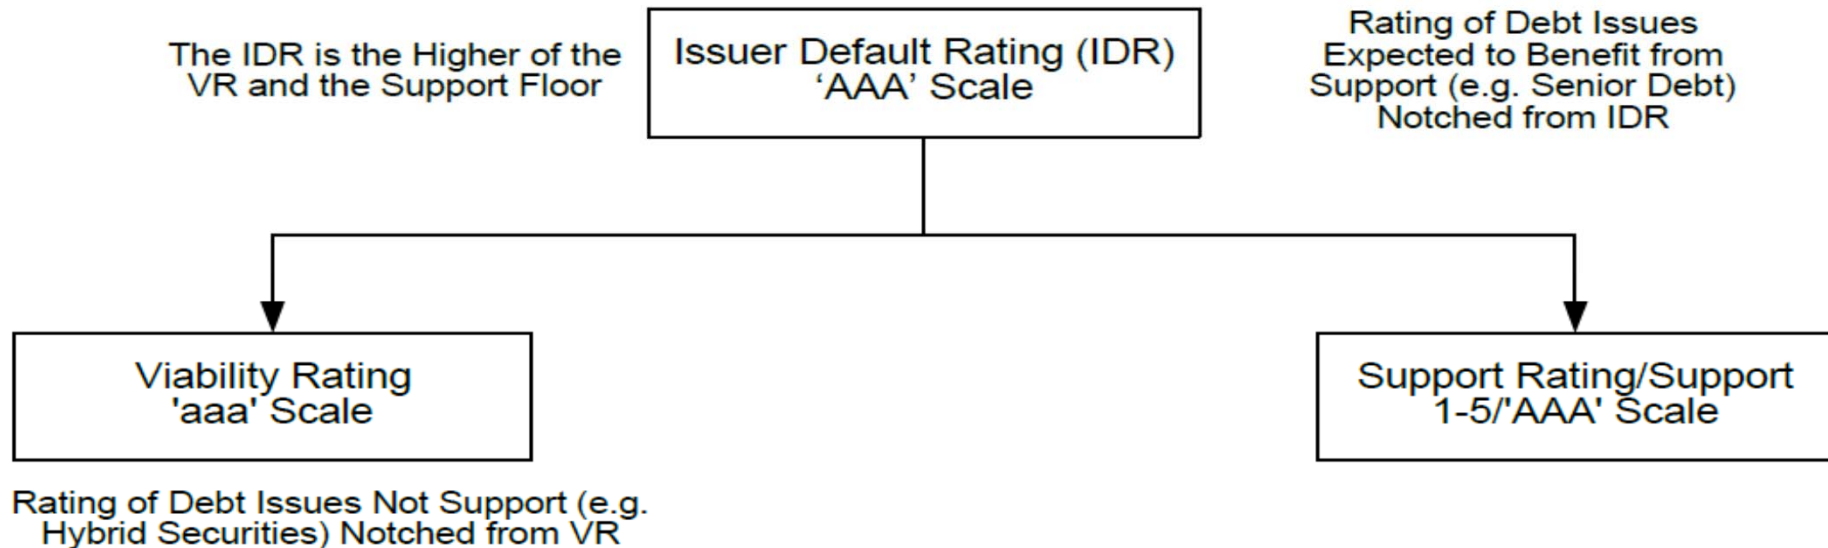 The IDR is the Higher of the
VR and the Support Floor
Issuer Default Rating (IDR)
‘AAA’ Scale
Rating of Debt Issues
Expected to Benefit from
Support (e.g. Senior Debt)
Notched from IDR
Viability Rating
'aaa' Scale
Support Rating/Support
1-5/'AAA' Scale
Rating of Debt Issues Not Support (e.g.
Hybrid Securities) Notched from VR